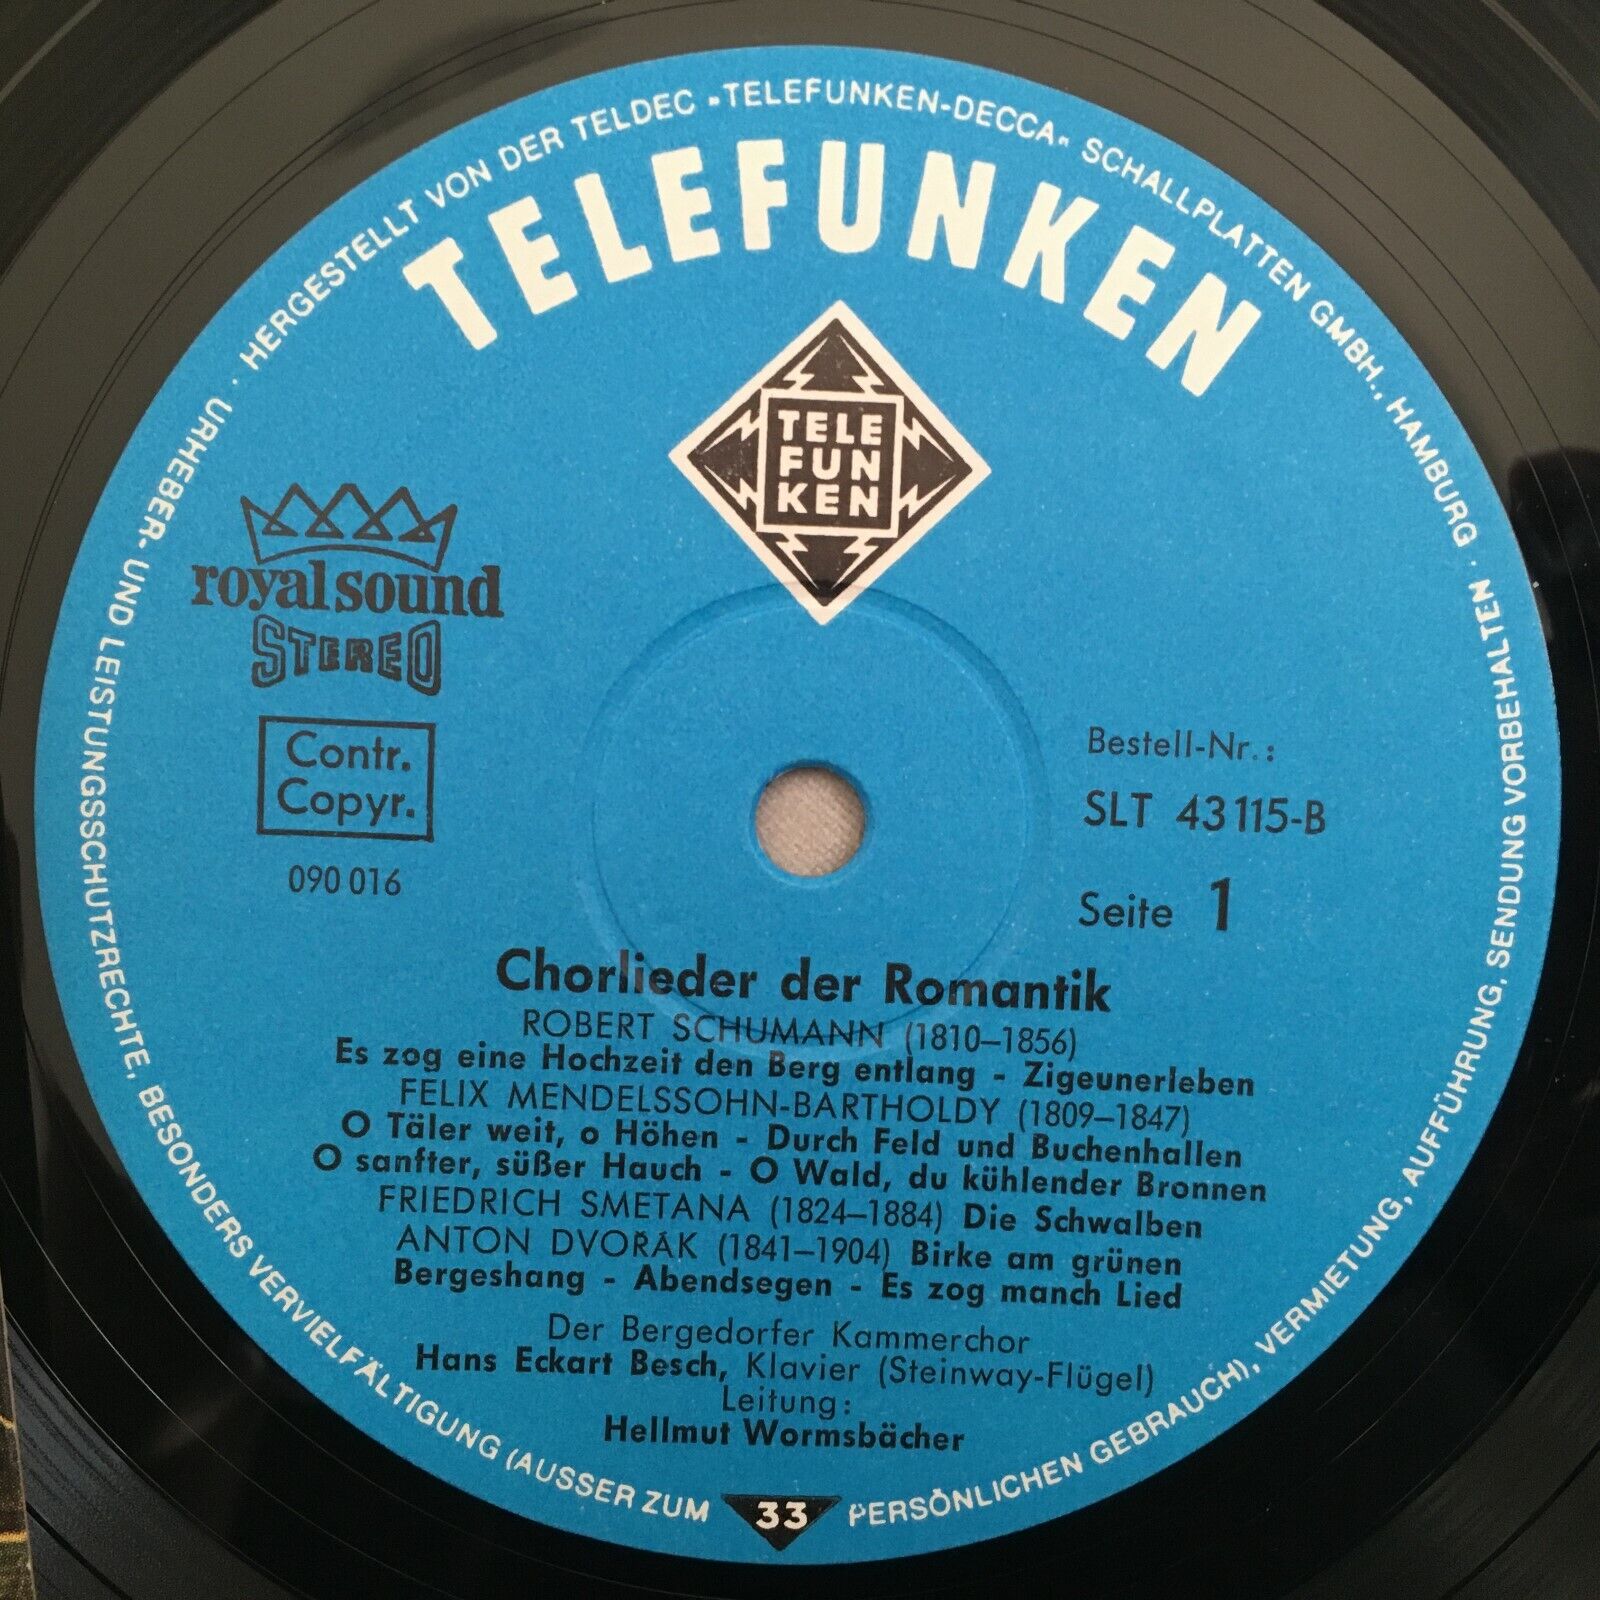 HERGESTELLT VON DER TELDEC »TELEFUNKEN-DECCA« SCHALLPLATTEN GMBH., HAMBURG · URHEBER- UND LEISTUNGSSCHUTZRECHTE, BESONDERS VERVIELFÄLTIGUNG (AUSSER ZUM PERSÖNLICHEN GEBRAUCH), VERMIETUNG, AUFFÜHRUNG, SENDUNG VORBEHALTEN ·
TELEFUNKEN
TELE
FUN
KEN
royal sound
STEREO
Contr.
Copyr.
090 016
Bestell-Nr.:
SLT 43 115-B
Seite 1
Chorlieder der Romantik
ROBERT SCHUMANN (1810–1856)
Es zog eine Hochzeit den Berg entlang - Zigeunerleben
FELIX MENDELSSOHN-BARTHOLDY (1809–1847)
O Täler weit, o Höhen - Durch Feld und Buchenhallen
O sanfter, süßer Hauch - O Wald, du kühlender Bronnen
FRIEDRICH SMETANA (1824–1884) Die Schwalben
ANTON DVOŘÁK (1841–1904) Birke am grünen
Bergeshang - Abendsegen - Es zog manch Lied
Der Bergedorfer Kammerchor
Hans Eckart Besch, Klavier (Steinway-Flügel)
Leitung:
Hellmut Wormsbächer
33